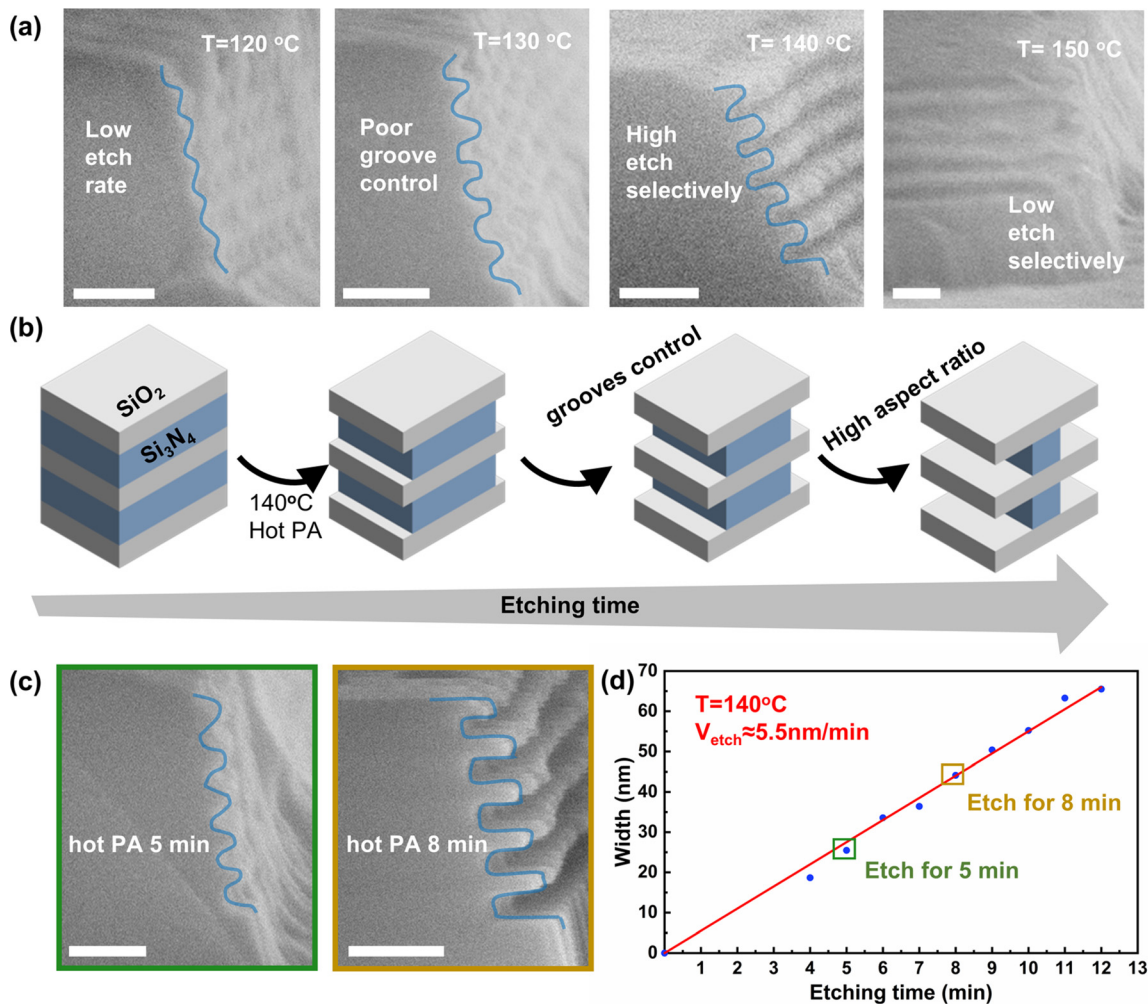 (a)
T=120 °C
Low
etch
rate
T=130 °C
Poor
groove
control
T= 140 °C
High
etch
selectively
T= 150 °C
Low
etch
selectively
(b)
SiO2
Si3N4
140°C
Hot PA
grooves control
High aspect ratio
Etching time
(c)
hot PA 5 min
hot PA 8 min
(d)
70
60
50
40
30
20
10
0
Width (nm)
T=140°C
Vetch≈5.5nm/min
Etch for 8 min
Etch for 5 min
1 2 3 4 5 6 7 8 9 10 11 12 13
Etching time (min)